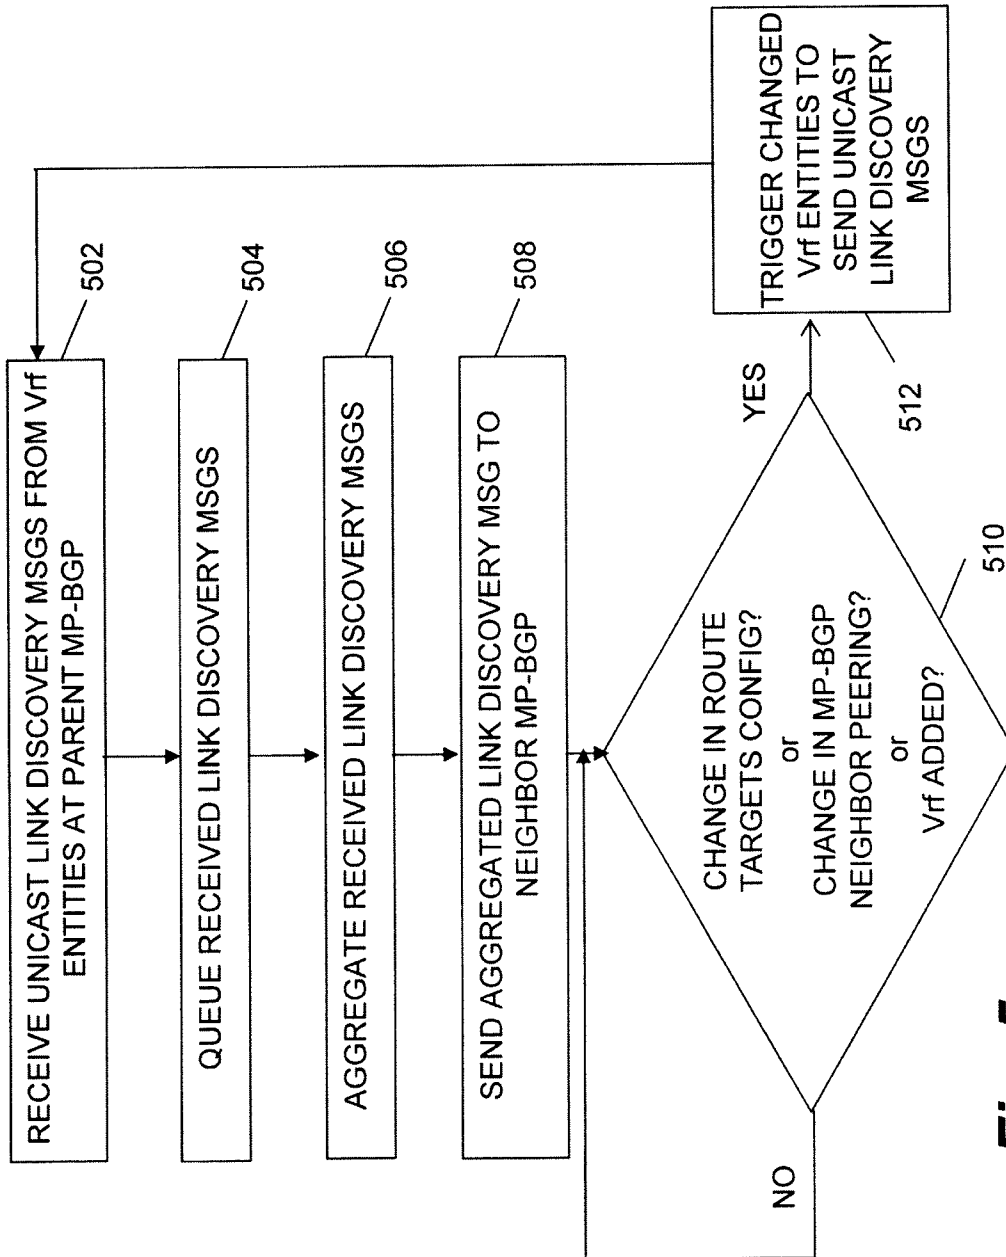 RECEIVE UNICAST LINK DISCOVERY MSGS FROM Vrf
ENTITIES AT PARENT MP-BGP
502
QUEUE RECEIVED LINK DISCOVERY MSGS
504
AGGREGATE RECEIVED LINK DISCOVERY MSGS
506
SEND AGGREGATED LINK DISCOVERY MSG TO
NEIGHBOR MP-BGP
508
CHANGE IN ROUTE
TARGETS CONFIG?
or
CHANGE IN MP-BGP
NEIGHBOR PEERING?
or
Vrf ADDED?
510
NO
YES
TRIGGER CHANGED
Vrf ENTITIES TO
SEND UNICAST
LINK DISCOVERY
MSGS
512